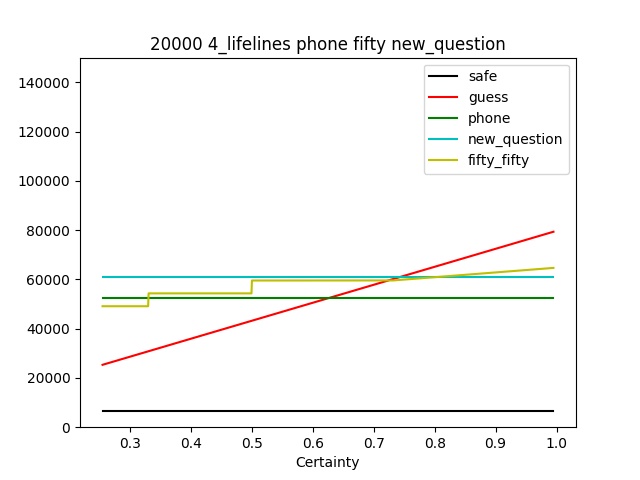 20000 4_lifelines phone fifty new_question
140000
120000
100000
80000
60000
40000
20000
0
safe
guess
phone
new_question
fifty_fifty
0.3 0.4 0.5 0.6 0.7 0.8 0.9 1.0
Certainty